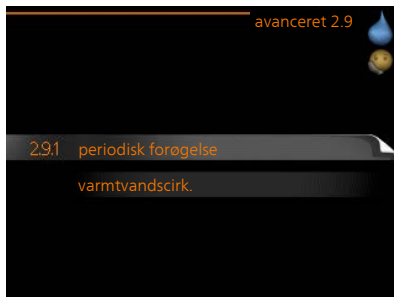 avanceret 2.9
2.9.1 periodisk forøgelse
varmtvandscirk.